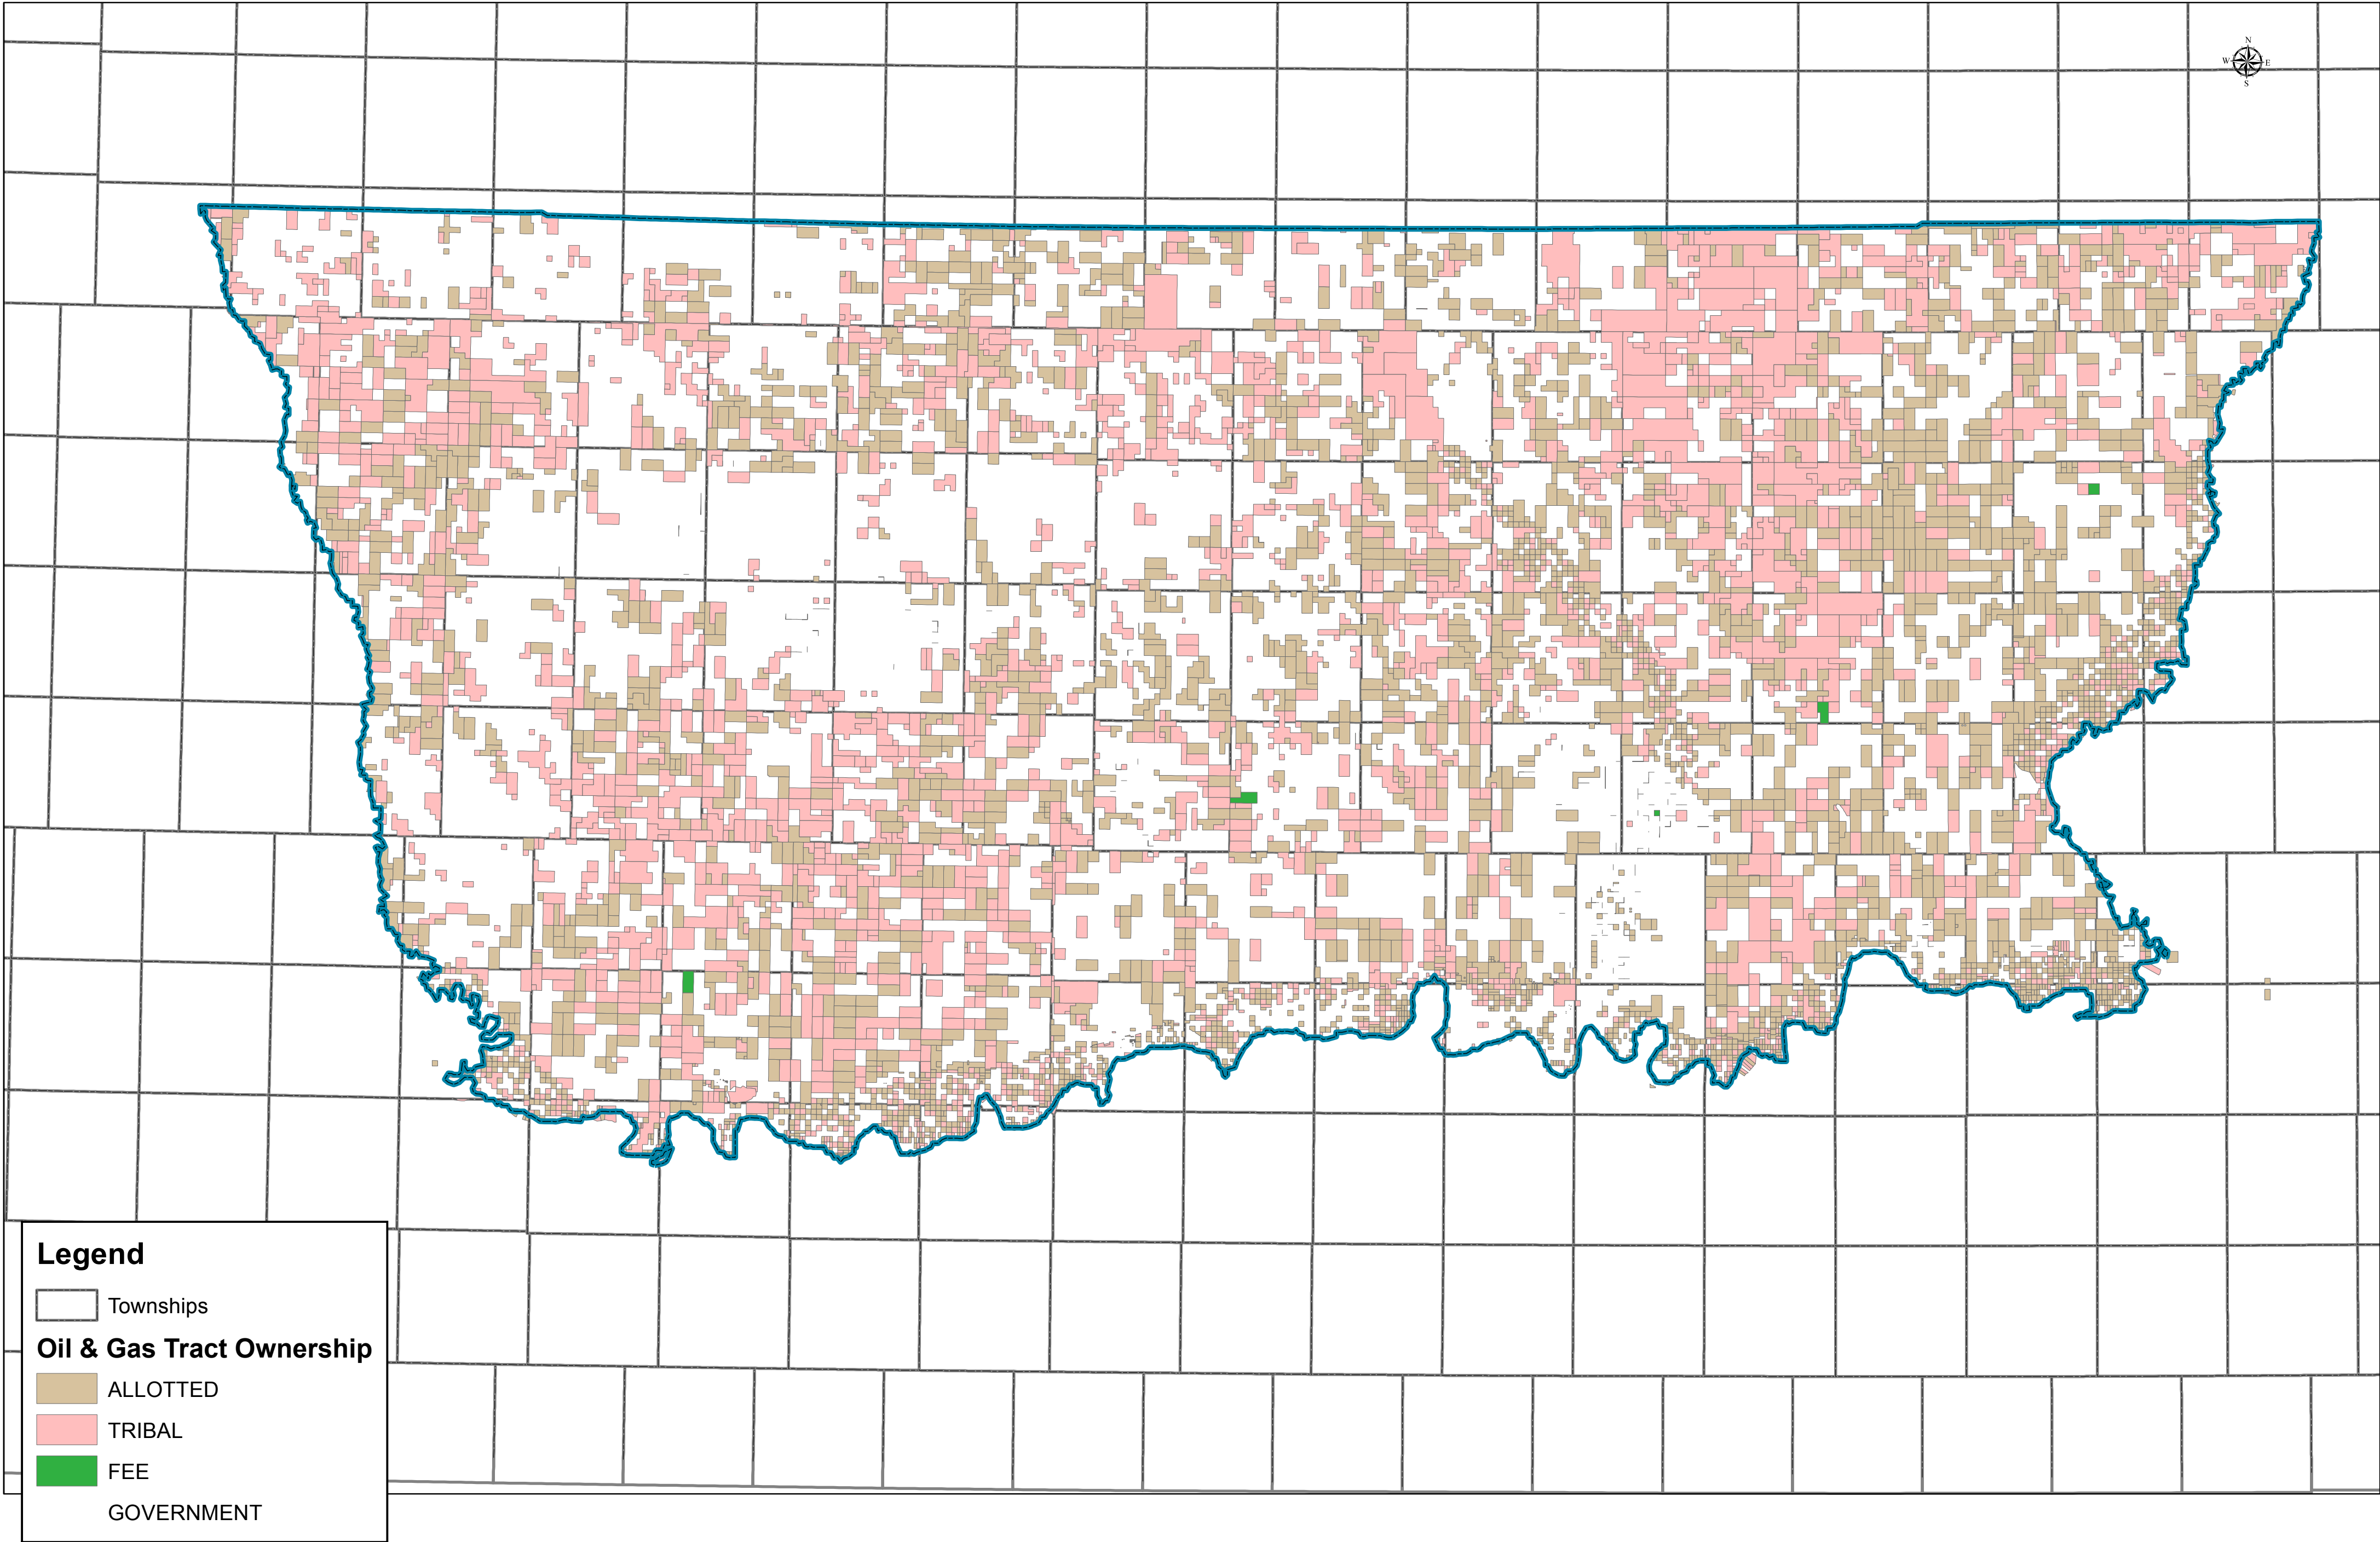 N
W E
S
Legend
Townships
Oil & Gas Tract Ownership
ALLOTTED
TRIBAL
FEE
GOVERNMENT